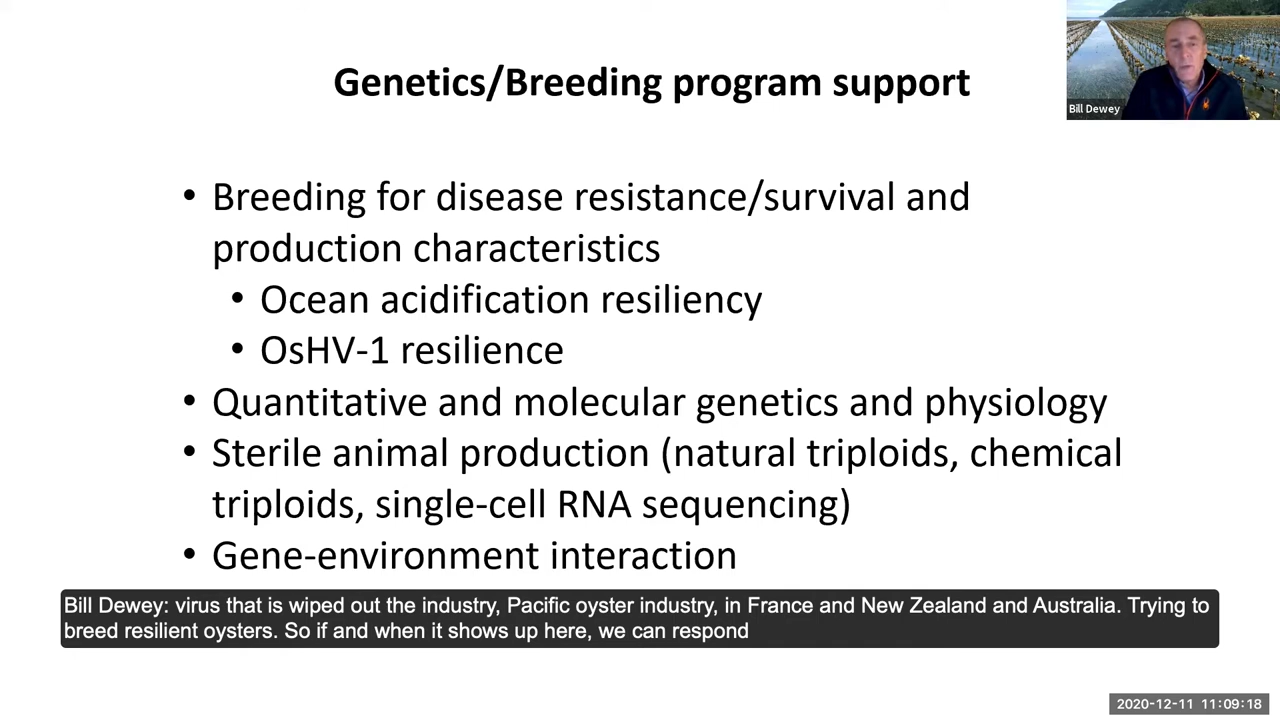 Genetics/Breeding program support
Bill Dewey
• Breeding for disease resistance/survival and
production characteristics
• Ocean acidification resiliency
• OsHV-1 resilience
• Quantitative and molecular genetics and physiology
• Sterile animal production (natural triploids, chemical
triploids, single-cell RNA sequencing)
• Gene-environment interaction
Bill Dewey: virus that is wiped out the industry, Pacific oyster industry, in France and New Zealand and Australia. Trying to
breed resilient oysters. So if and when it shows up here, we can respond
2020-12-11 11:09:18